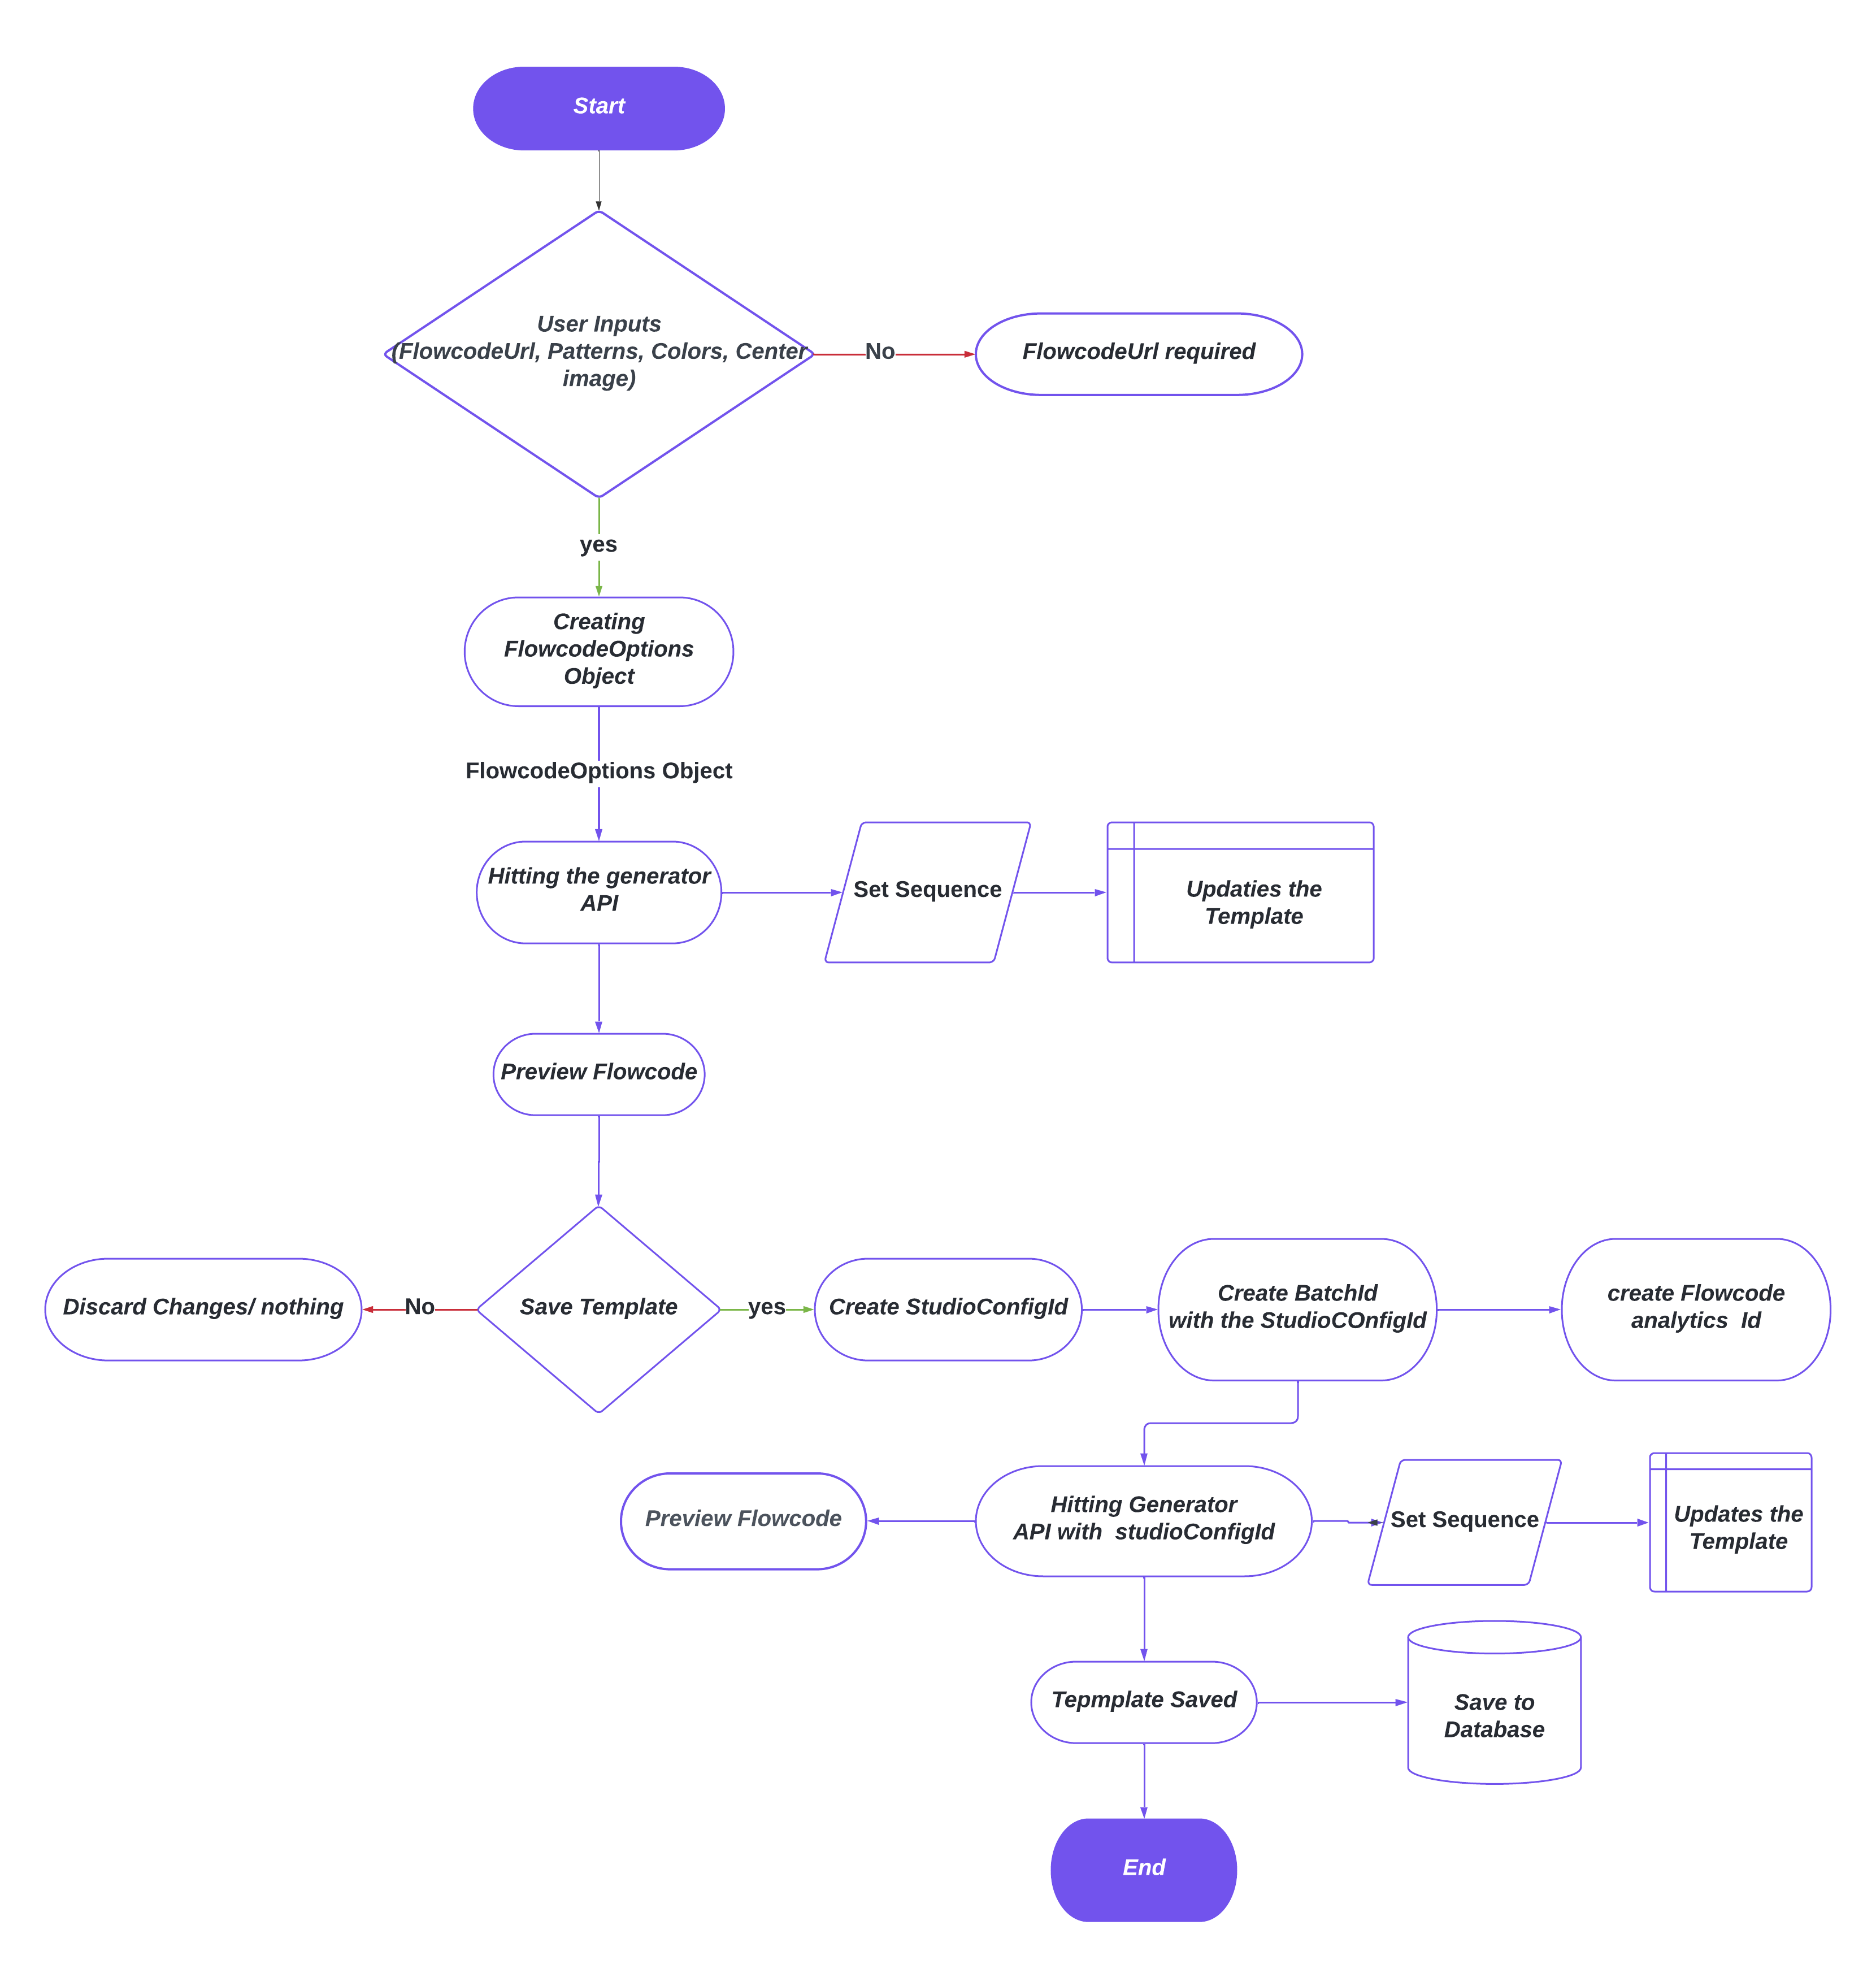 Start
User Inputs
(FlowcodeUrl, Patterns, Colors, Center
image)
No
FlowcodeUrl required
yes
Creating
FlowcodeOptions
Object
FlowcodeOptions Object
Hitting the generator
API
Set Sequence
Updaties the
Template
Preview Flowcode
Discard Changes/ nothing
No
Save Template
yes
Create StudioConfigId
Create BatchId
with the StudioCOnfigId
create Flowcode
analytics  Id
Preview Flowcode
Hitting Generator
API with  studioConfigId
Set Sequence
Updates the
Template
Tepmplate Saved
Save to
Database
End